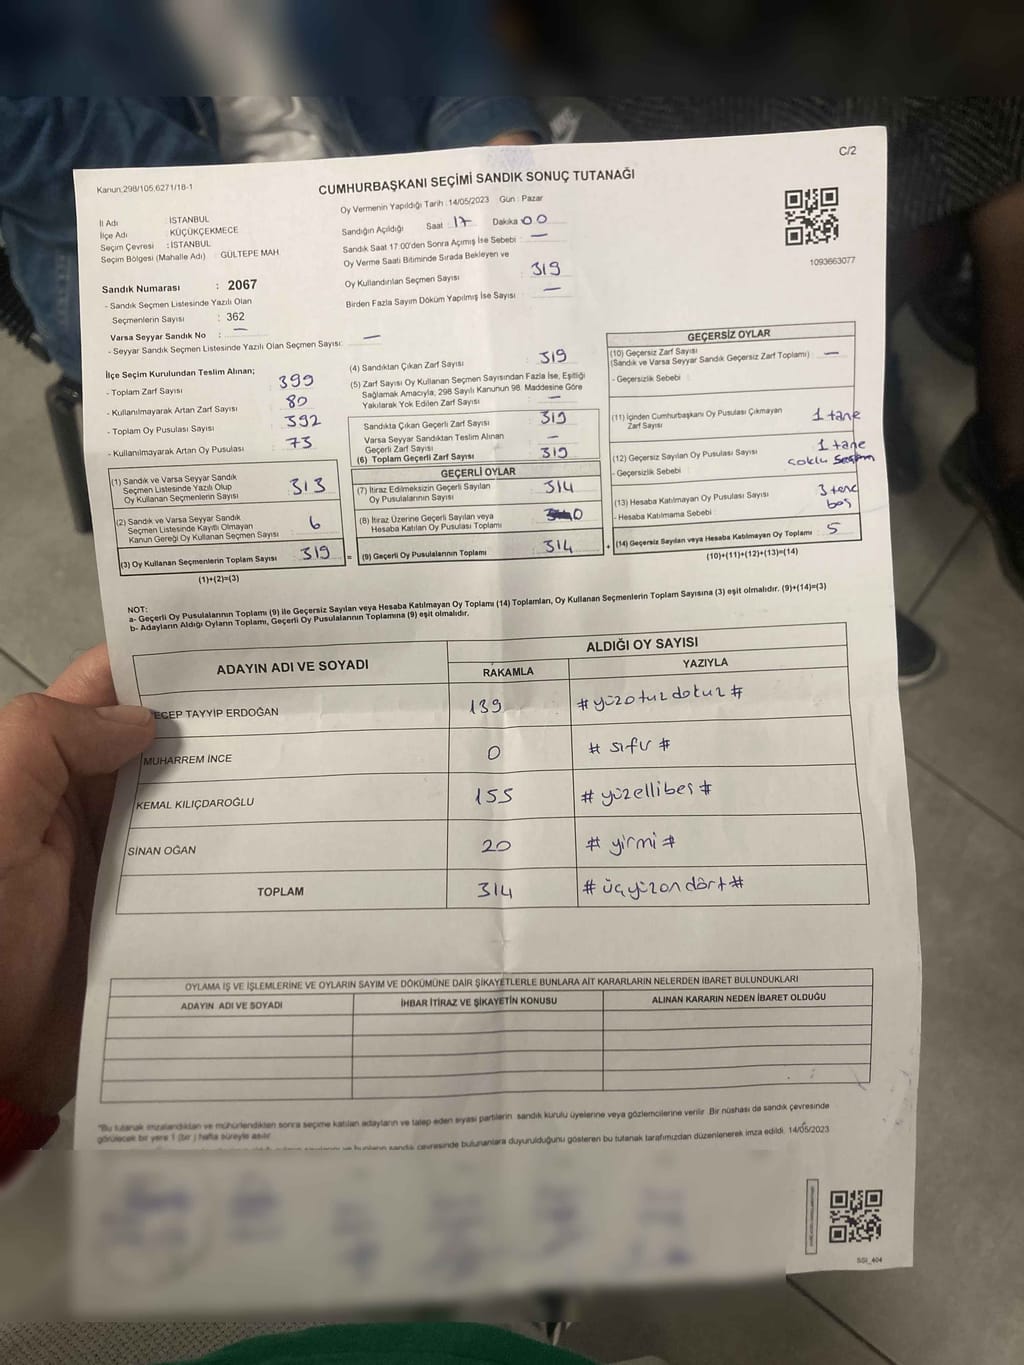 C/2
Kanun:298/105,6271/18-1
CUMHURBAŞKANI SEÇİMİ SANDIK SONUÇ TUTANAĞI
İl Adı : İSTANBUL
İlçe Adı : KÜÇÜKÇEKMECE
Seçim Çevresi : İSTANBUL
Seçim Bölgesi (Mahalle Adı) : GÜLTEPE MAH
Oy Vermenin Yapıldığı Tarih : 14/05/2023 Gün : Pazar
Sandığın Açıldığı Saat 17 Dakika 00
Sandık Saat 17:00'den Sonra Açımış İse Sebebi : —
Oy Verme Saati Bitiminde Sırada Bekleyen ve
Oy Kullandırılan Seçmen Sayısı : 319
Birden Fazla Sayım Döküm Yapılmış İse Sayısı : —
1093663077
Sandık Numarası : 2067
- Sandık Seçmen Listesinde Yazılı Olan
Seçmenlerin Sayısı : 362
Varsa Seyyar Sandık No : —
- Seyyar Sandık Seçmen Listesinde Yazılı Olan Seçmen Sayısı: —
İlçe Seçim Kurulundan Teslim Alınan;
- Toplam Zarf Sayısı : 399
- Kullanılmayarak Artan Zarf Sayısı : 80
- Toplam Oy Pusulası Sayısı : 392
- Kullanılmayarak Artan Oy Pusulası : 73
(1) Sandık ve Varsa Seyyar Sandık
Seçmen Listesinde Yazılı Olup
Oy Kullanan Seçmenlerin Sayısı : 313
(2) Sandık ve Varsa Seyyar Sandık
Seçmen Listesinde Kayıtlı Olmayan
Kanun Gereği Oy Kullanan Seçmen Sayısı : 6
(3) Oy Kullanan Seçmenlerin Toplam Sayısı : 319
(1)+(2)=(3)
(4) Sandıktan Çıkan Zarf Sayısı : 319
(5) Zarf Sayısı Oy Kullanan Seçmen Sayısından Fazla İse, Eşitliği
Sağlamak Amacıyla; 298 Sayılı Kanunun 98. Maddesine Göre
Yakılarak Yok Edilen Zarf Sayısı : —
Sandıkta Çıkan Geçerli Zarf Sayısı : 319
Varsa Seyyar Sandıktan Teslim Alınan
Geçerli Zarf Sayısı : —
(6) Toplam Geçerli Zarf Sayısı : 319
GEÇERLİ OYLAR
(7) İtiraz Edilmeksizin Geçerli Sayılan
Oy Pusulalarının Sayısı : 314
(8) İtiraz Üzerine Geçerli Sayılan veya
Hesaba Katılan Oy Pusulası Toplamı : 0
= (9) Geçerli Oy Pusulalarının Toplamı : 314
GEÇERSİZ OYLAR
(10) Geçersiz Zarf Sayısı
(Sandık ve Varsa Seyyar Sandık Geçersiz Zarf Toplamı) : —
- Geçersizlik Sebebi :
(11) İçinden Cumhurbaşkanı Oy Pusulası Çıkmayan
Zarf Sayısı : 1 tane
(12) Geçersiz Sayılan Oy Pusulası Sayısı : 1 tane
- Geçersizlik Sebebi : çoklu seçim
(13) Hesaba Katılmayan Oy Pusulası Sayısı : 3 tane
- Hesaba Katılmama Sebebi : boş
+ (14) Geçersiz Sayılan veya Hesaba Katılmayan Oy Toplamı : 5
(10)+(11)+(12)+(13)=(14)
NOT:
a- Geçerli Oy Pusulalarının Toplamı (9) ile Geçersiz Sayılan veya Hesaba Katılmayan Oy Toplamı (14) Toplamları, Oy Kullanan Seçmenlerin Toplam Sayısına (3) eşit olmalıdır. (9)+(14)=(3)
b- Adayların Aldığı Oyların Toplamı, Geçerli Oy Pusulalarının Toplamına (9) eşit olmalıdır.
ADAYIN ADI VE SOYADI ALDIĞI OY SAYISI
RAKAMLA YAZIYLA
ECEP TAYYİP ERDOĞAN 139 # yüzotuzdokuz #
MUHARREM İNCE 0 # sıfır #
KEMAL KILIÇDAROĞLU 155 # yüzellibeş #
SİNAN OĞAN 20 # yirmi #
TOPLAM 314 # üçyüzondört #
OYLAMA İŞ VE İŞLEMLERİNE VE OYLARIN SAYIM VE DÖKÜMÜNE DAİR ŞİKAYETLERLE BUNLARA AİT KARARLARIN NELERDEN İBARET BULUNDUKLARI
ADAYIN ADI VE SOYADI İHBAR İTİRAZ VE ŞİKAYETİN KONUSU ALINAN KARARIN NEDEN İBARET OLDUĞU
"Bu tutanak imzalandıktan ve mühürlendikten sonra seçime katılan adayların ve talep eden siyasi partilerin sandık kurulu üyelerine veya gözlemcilerine verilir. Bir nüshası da sandık çevresinde
görülecek bir yere 1 (bir ) hafta süreyle asılır.
sandık çevresinde bulunanlara duyurulduğunu gösteren bu tutanak tarafımızdan düzenlenerek imza edildi. 14/05/2023
SSI_404